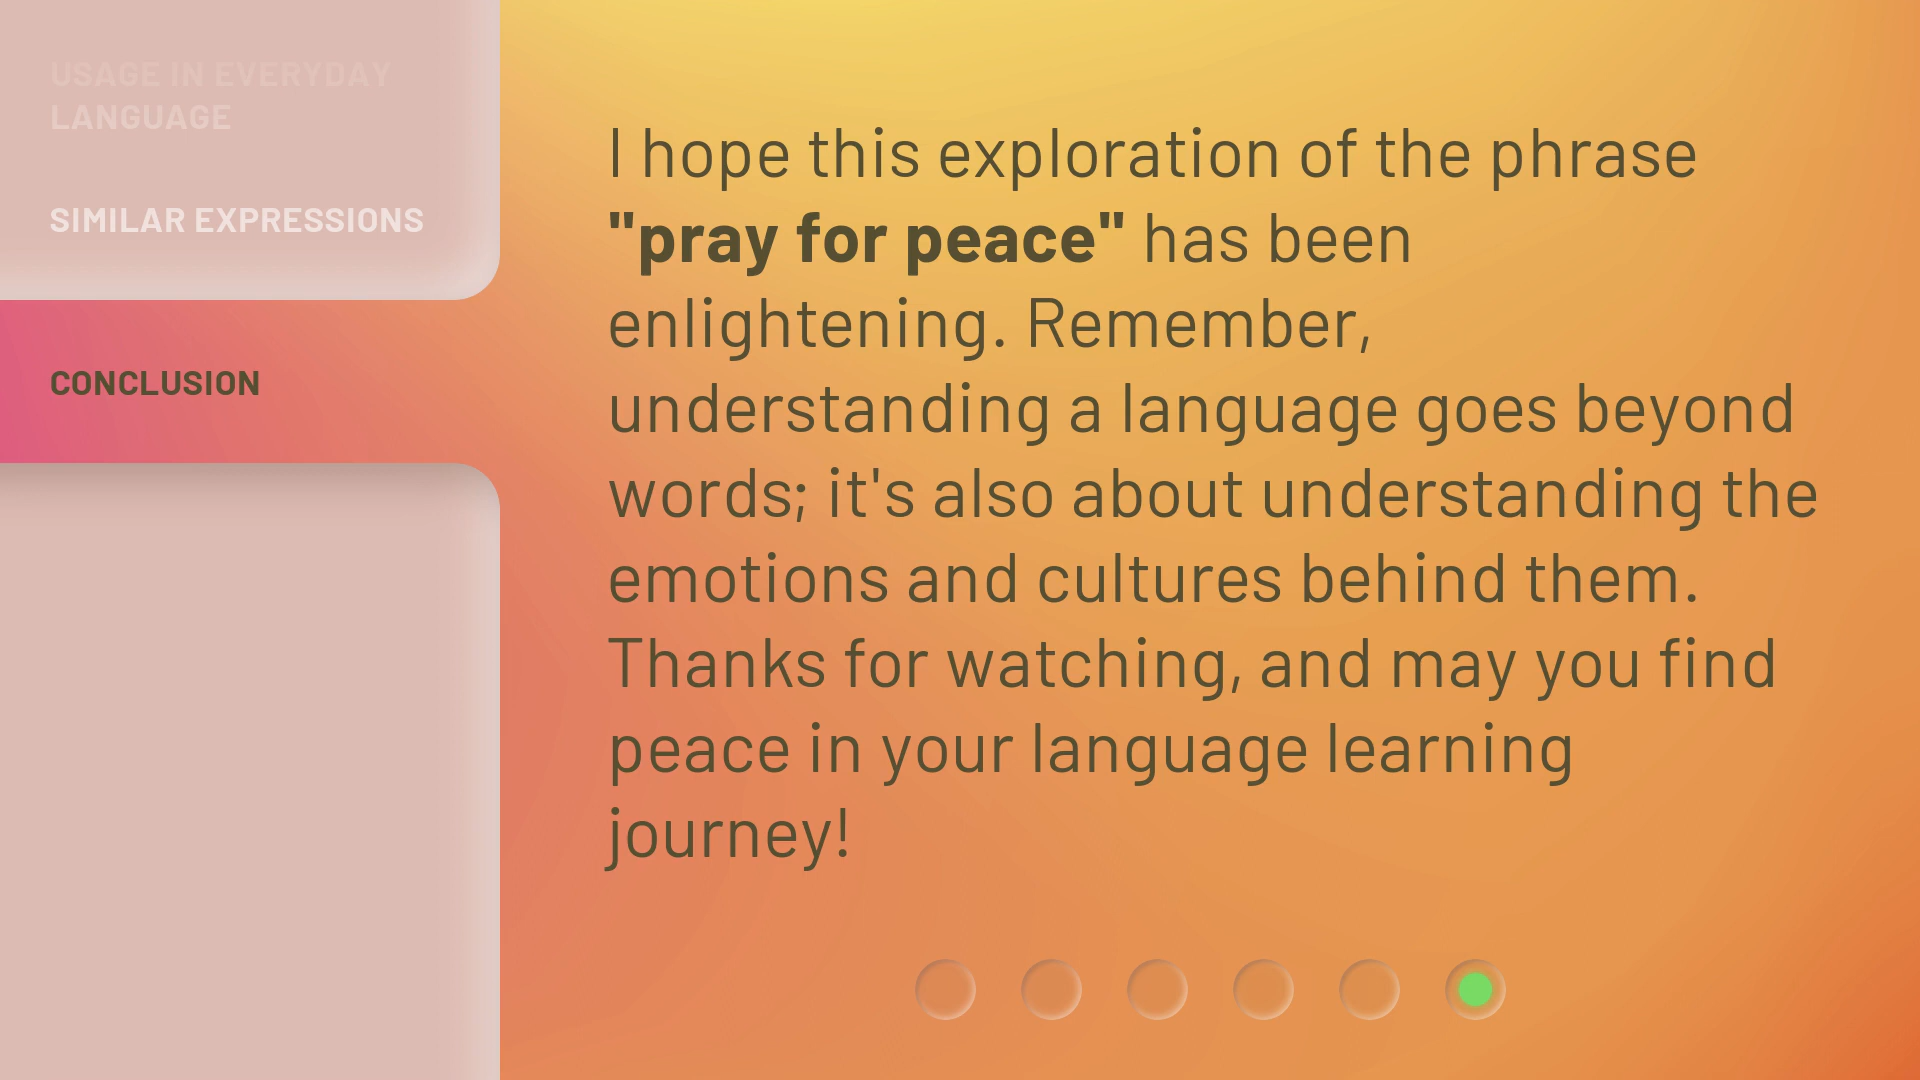 USAGE IN EVERYDAY
LANGUAGE
SIMILAR EXPRESSIONS
CONCLUSION
I hope this exploration of the phrase
"pray for peace" has been
enlightening. Remember,
understanding a language goes beyond
words; it's also about understanding the
emotions and cultures behind them.
Thanks for watching, and may you find
peace in your language learning
journey!